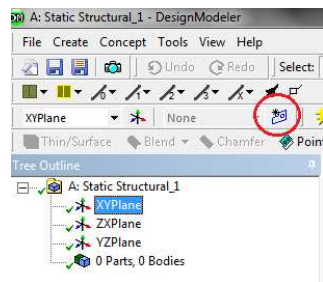 A: Static Structural_1 - DesignModeler
File Create Concept Tools View Help
Undo Redo Select:
XYPlane None
Thin/Surface Blend Chamfer Poin
Tree Outline
A: Static Structural_1
XYPlane
ZXPlane
YZPlane
0 Parts, 0 Bodies